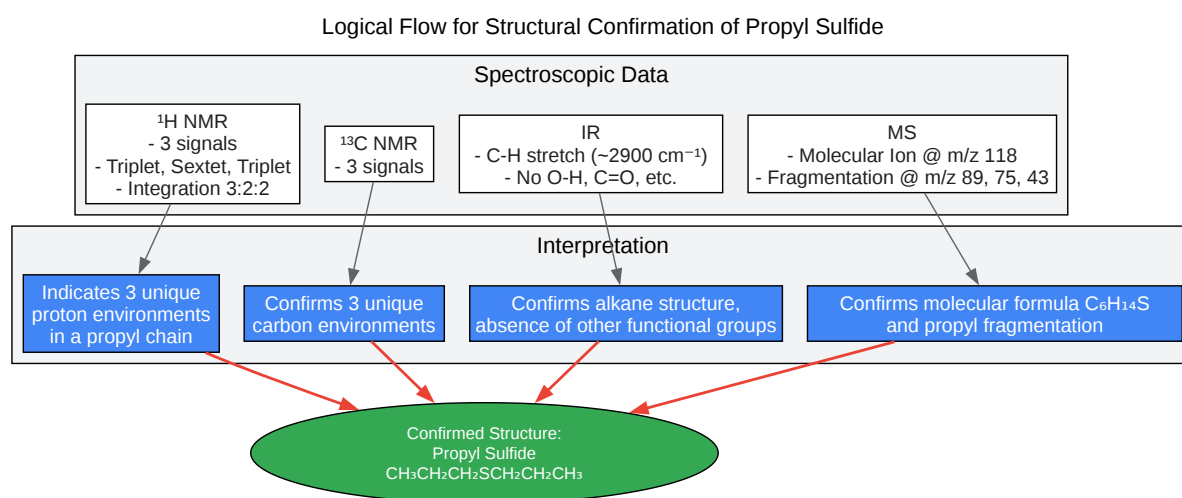 Logical Flow for Structural Confirmation of Propyl Sulfide
Spectroscopic Data
¹H NMR
- 3 signals
- Triplet, Sextet, Triplet
- Integration 3:2:2
¹³C NMR
- 3 signals
IR
- C-H stretch (~2900 cm⁻¹)
- No O-H, C=O, etc.
MS
- Molecular Ion @ m/z 118
- Fragmentation @ m/z 89, 75, 43
Interpretation
Indicates 3 unique
proton environments
in a propyl chain
Confirms 3 unique
carbon environments
Confirms alkane structure,
absence of other functional groups
Confirms molecular formula C₆H₁₄S
and propyl fragmentation
Confirmed Structure:
Propyl Sulfide
CH₃CH₂CH₂SCH₂CH₂CH₃